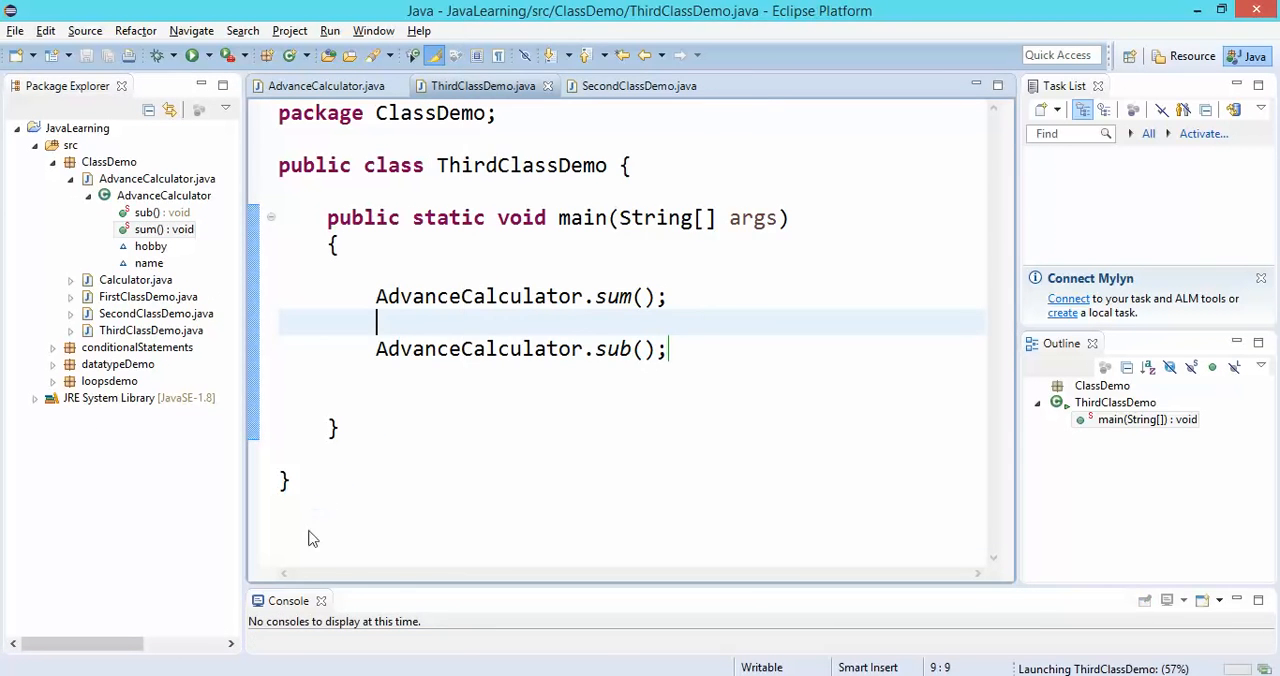 Java - JavaLearning/src/ClassDemo/ThirdClassDemo.java - Eclipse Platform
File Edit Source Refactor Navigate Search Project Run Window Help
Quick Access Resource Java
Package Explorer
JavaLearning
src
ClassDemo
AdvanceCalculator.java
AdvanceCalculator
sub() : void
sum() : void
hobby
name
Calculator.java
FirstClassDemo.java
SecondClassDemo.java
ThirdClassDemo.java
conditionalStatements
datatypeDemo
loopsdemo
JRE System Library [JavaSE-1.8]
AdvanceCalculator.java ThirdClassDemo.java SecondClassDemo.java
package ClassDemo;
public class ThirdClassDemo {
public static void main(String[] args)
{
AdvanceCalculator.sum();
AdvanceCalculator.sub();
}
}
Task List
Find All Activate...
Connect Mylyn
Connect to your task and ALM tools or
create a local task.
Outline
ClassDemo
ThirdClassDemo
main(String[]) : void
Console
No consoles to display at this time.
Writable Smart Insert 9 : 9 Launching ThirdClassDemo: (57%)